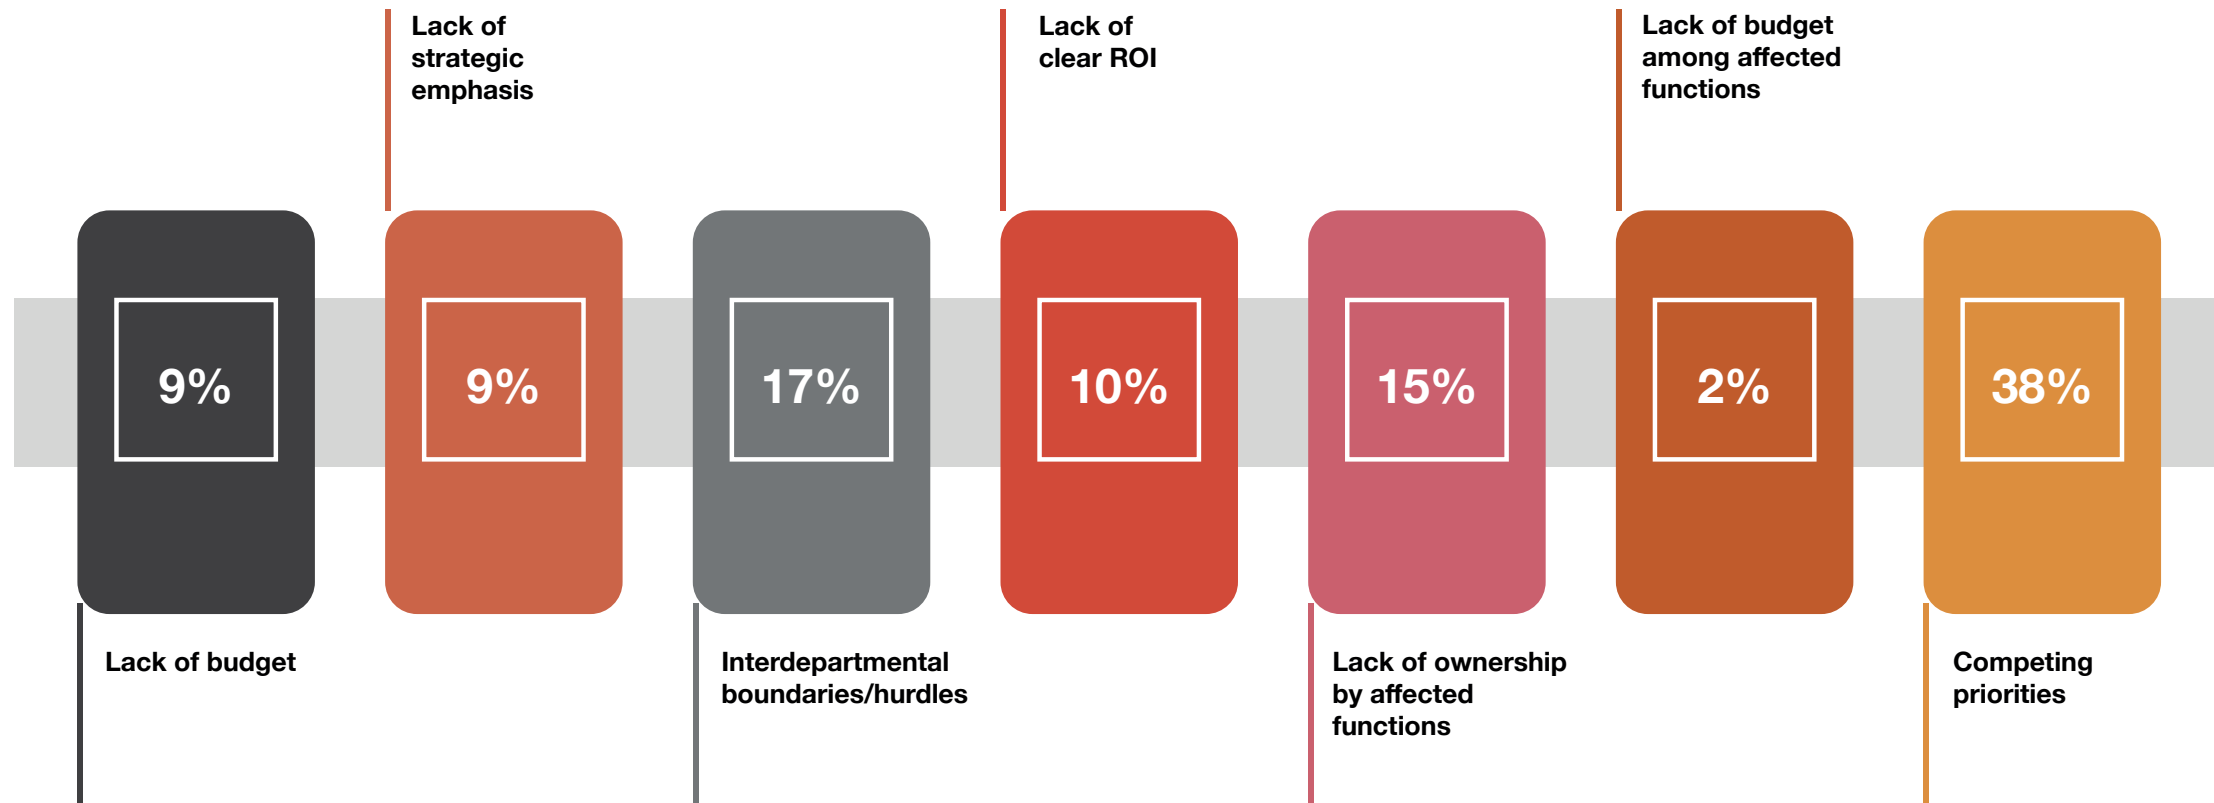 Lack of
strategic
emphasis
Lack of
clear ROI
Lack of budget
among affected
functions
9%
9%
17%
10%
15%
2%
38%
Lack of budget
Interdepartmental
boundaries/hurdles
Lack of ownership
by affected
functions
Competing
priorities